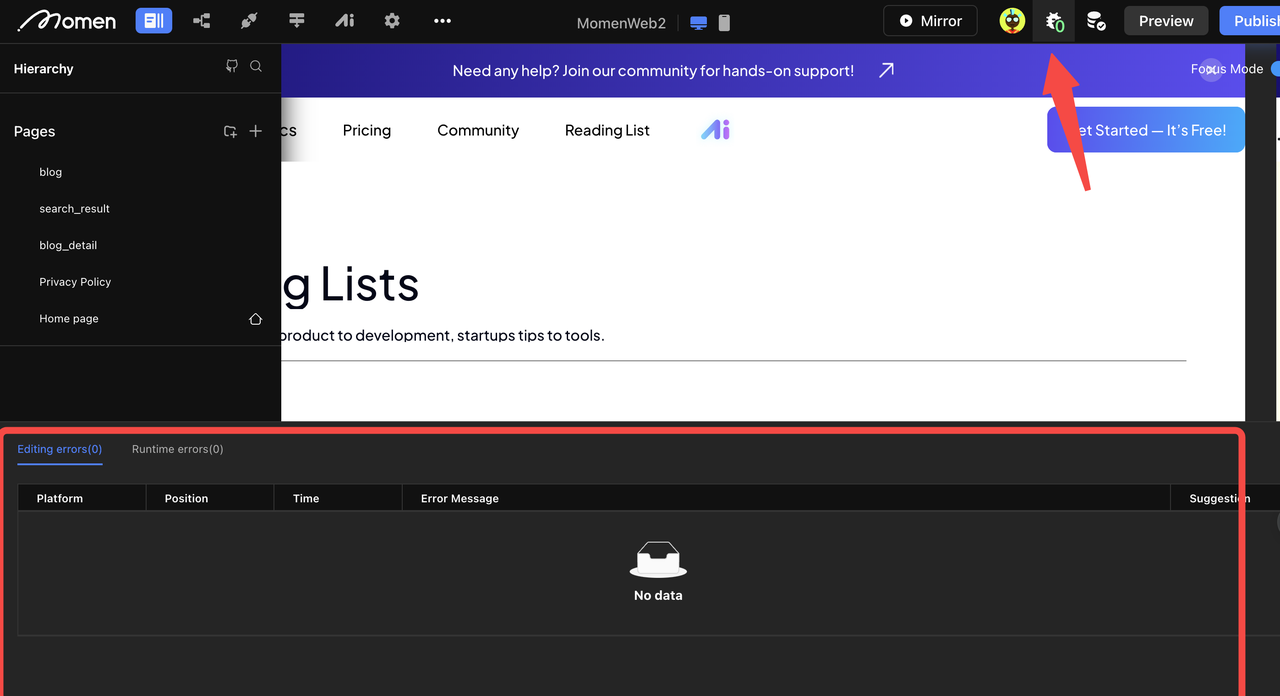 Momen
Ai
MomenWeb2
Mirror
0
Preview
Publish
Hierarchy
Need any help? Join our community for hands-on support!
Focus Mode
Pages
cs
Pricing
Community
Reading List
Ai
et Started — It's Free!
blog
search_result
blog_detail
Privacy Policy
Home page
g Lists
product to development, startups tips to tools.
Editing errors(0)
Runtime errors(0)
Platform
Position
Time
Error Message
Suggestion
No data